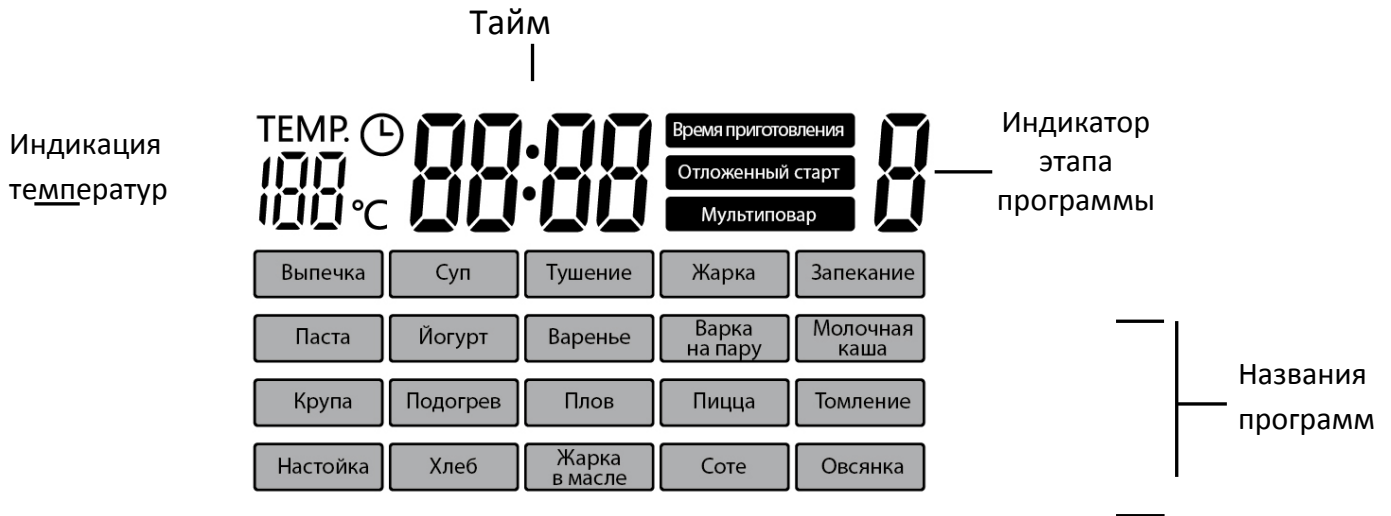 Тайм
TEMP.
88:88
Время приготовления
8
Индикатор
Индикация
Отложенный старт
этапа
температур
188 °C
Мультиповар
программы
Выпечка
Суп
Тушение
Жарка
Запекание
Паста
Йогурт
Варенье
Варка
на пару
Молочная
каша
Названия
программ
Крупа
Подогрев
Плов
Пицца
Томление
Настойка
Хлеб
Жарка
в масле
Соте
Овсянка